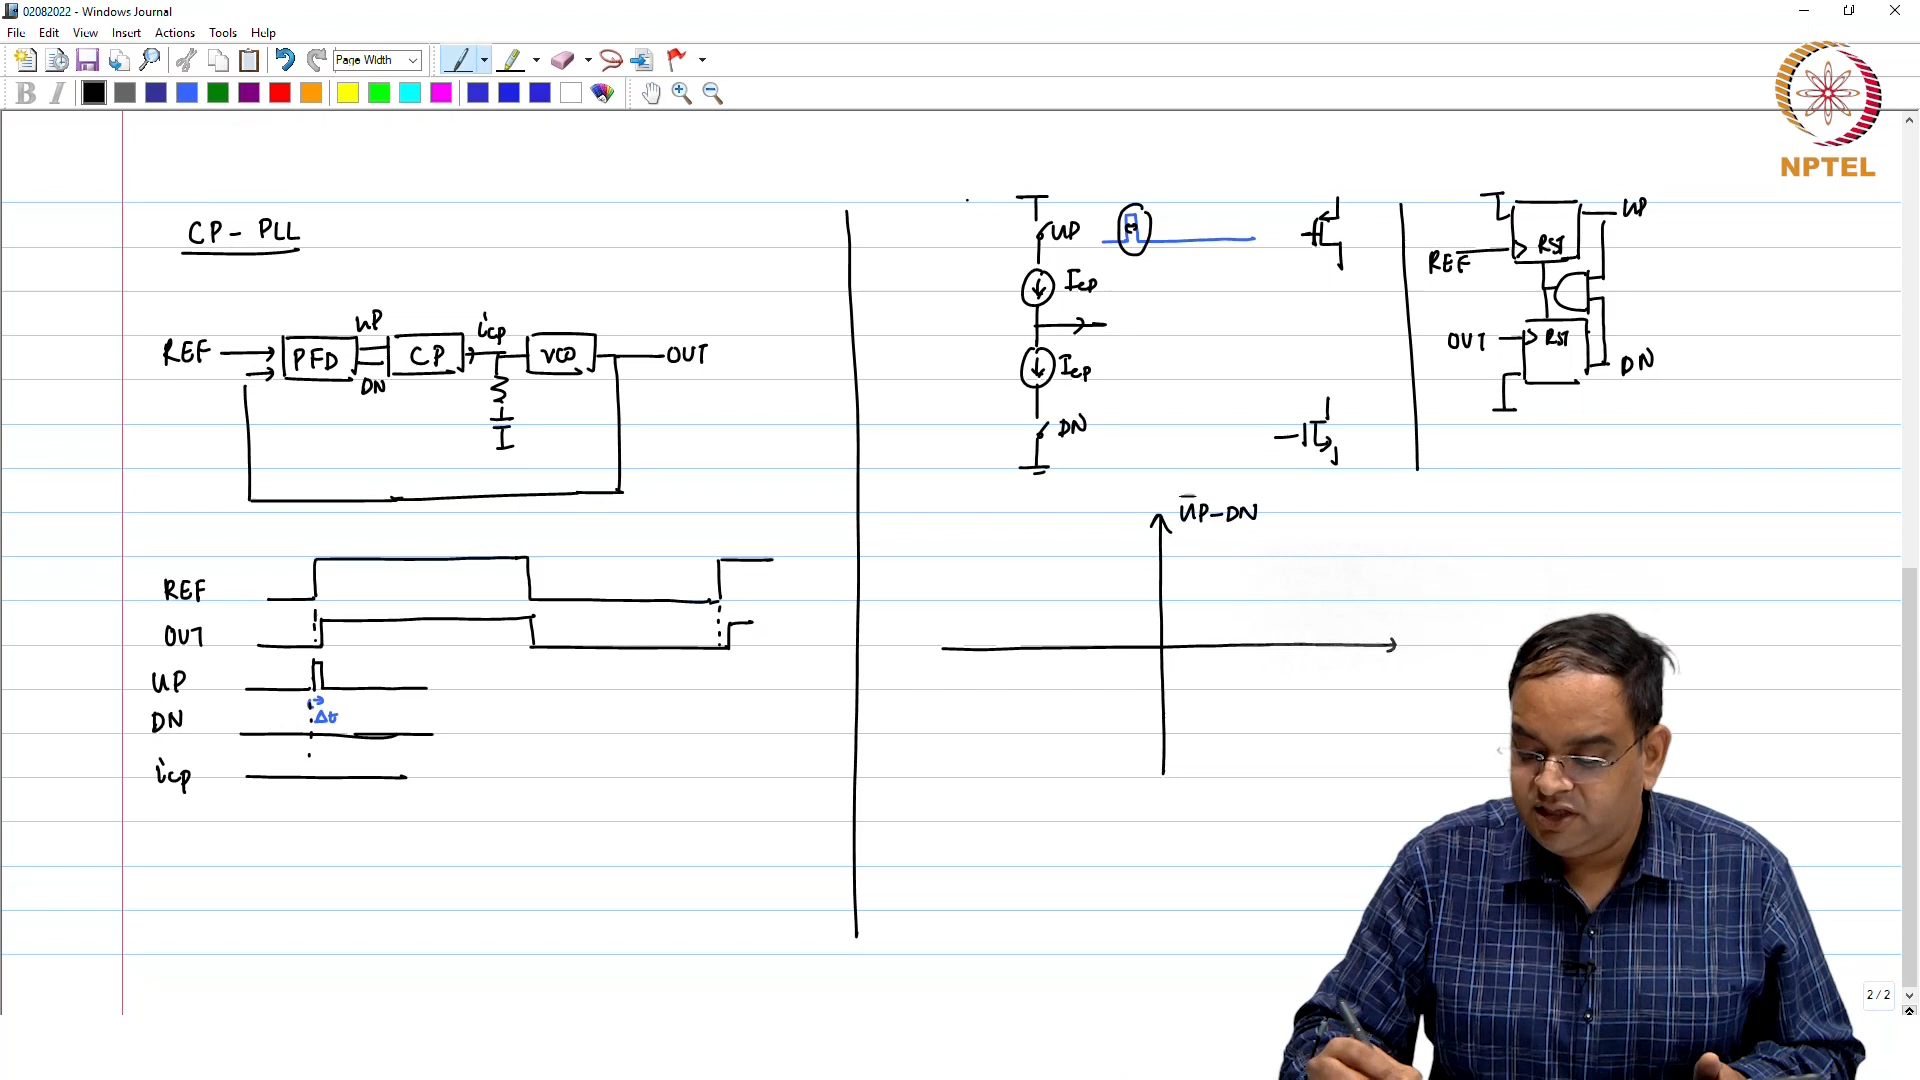 02082022 - Windows Journal
File Edit View Insert Actions Tools Help
Page Width
B I
NPTEL
CP - PLL
REF
PFD
UP
DN
CP
icp
VCO
OUT
REF
OUT
UP
DN
Δt
icp
UP
Icp
Icp
DN
UP
RST
REF
OUT
RST
DN
UP-DN
2 / 2